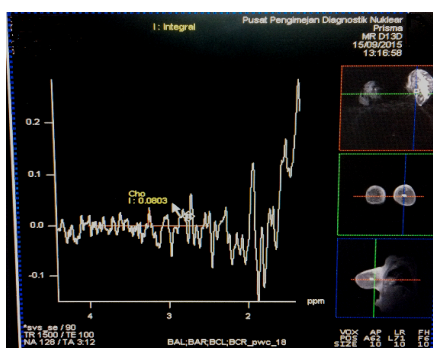 I : Integral
Pusat Pengimejan Diagnostik Nuklear
Prisma
MR D13D
15/09/2015
13:16:58
0.2
0.1
0.0
-0.1
Cho
I : 0.0803
4
3
2
ppm
*svs_se / 90
TR 1500 / TE 100
NA 128 / TA 3:12
BAL;BAR;BCL;BCR_pwc_18
VOX AP LR FH
POS A62 L71 F6
SIZE 10 10 10